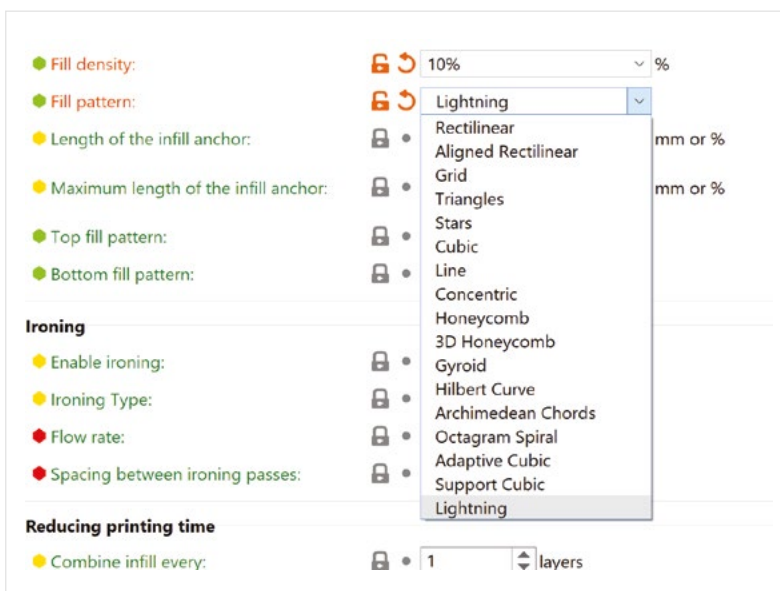 Fill density: 10% %
Fill pattern: Lightning
Rectilinear
Length of the infill anchor: mm or %
Aligned Rectilinear
Grid
Maximum length of the infill anchor: mm or %
Triangles
Stars
Top fill pattern:
Cubic
Bottom fill pattern:
Line
Concentric
Honeycomb
Ironing
3D Honeycomb
Enable ironing:
Gyroid
Hilbert Curve
Ironing Type:
Archimedean Chords
Flow rate:
Octagram Spiral
Adaptive Cubic
Spacing between ironing passes:
Support Cubic
Lightning
Reducing printing time
Combine infill every: 1 layers